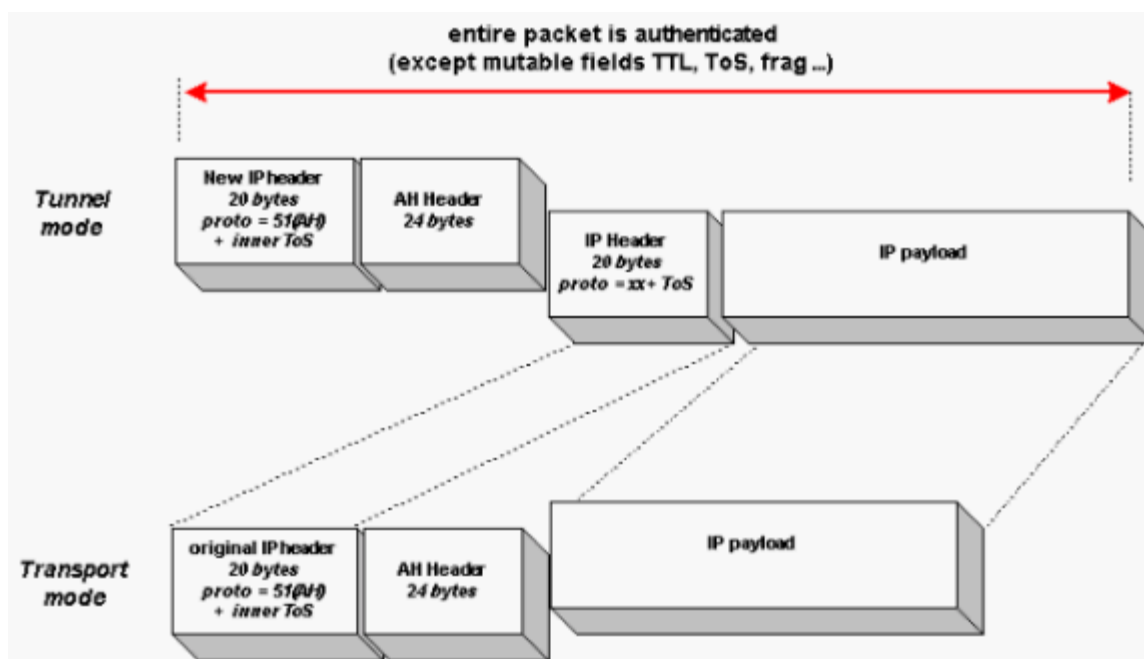 entire packet is authenticated
(except mutable fields TTL, ToS, frag ...)
Tunnel
mode
New IP header
20 bytes
proto = 51(AH)
+ inner ToS
AH Header
24 bytes
IP Header
20 bytes
proto = xx + ToS
IP payload
Transport
mode
original IP header
20 bytes
proto = 51(AH)
+ inner ToS
AH Header
24 bytes
IP payload